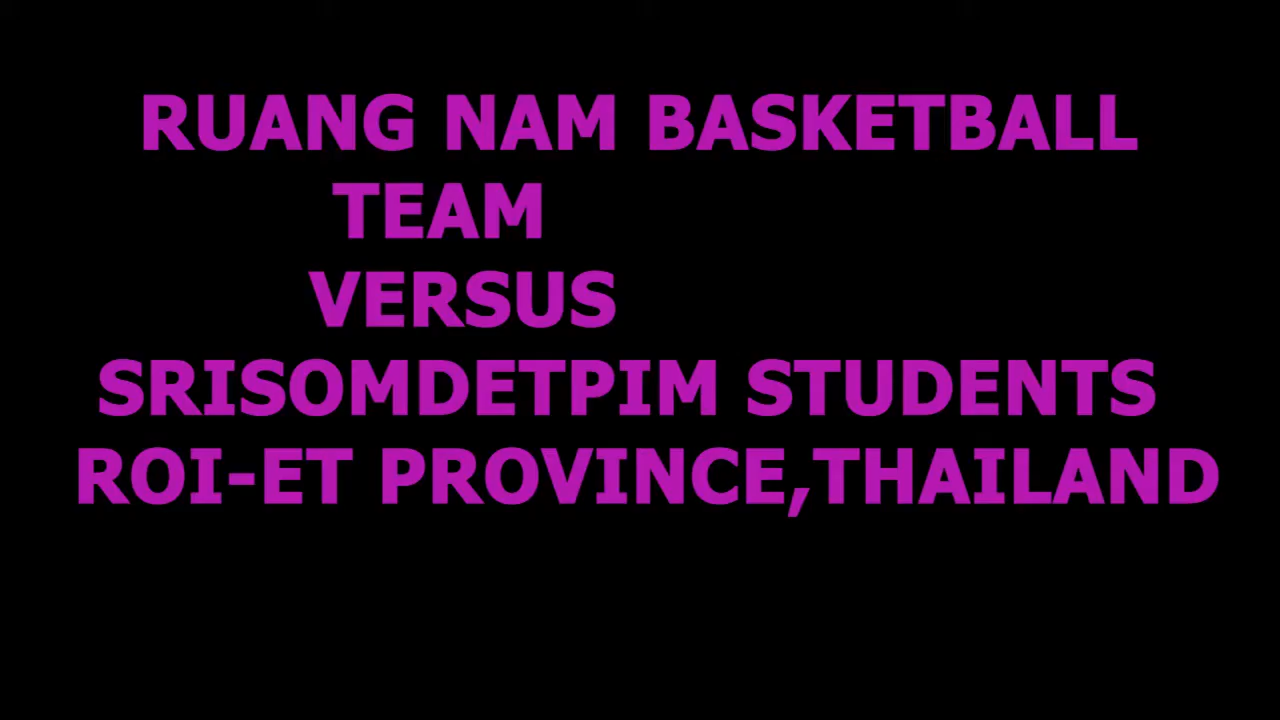 RUANG NAM BASKETBALL
TEAM
VERSUS
SRISOMDETPIM STUDENTS
ROI-ET PROVINCE,THAILAND